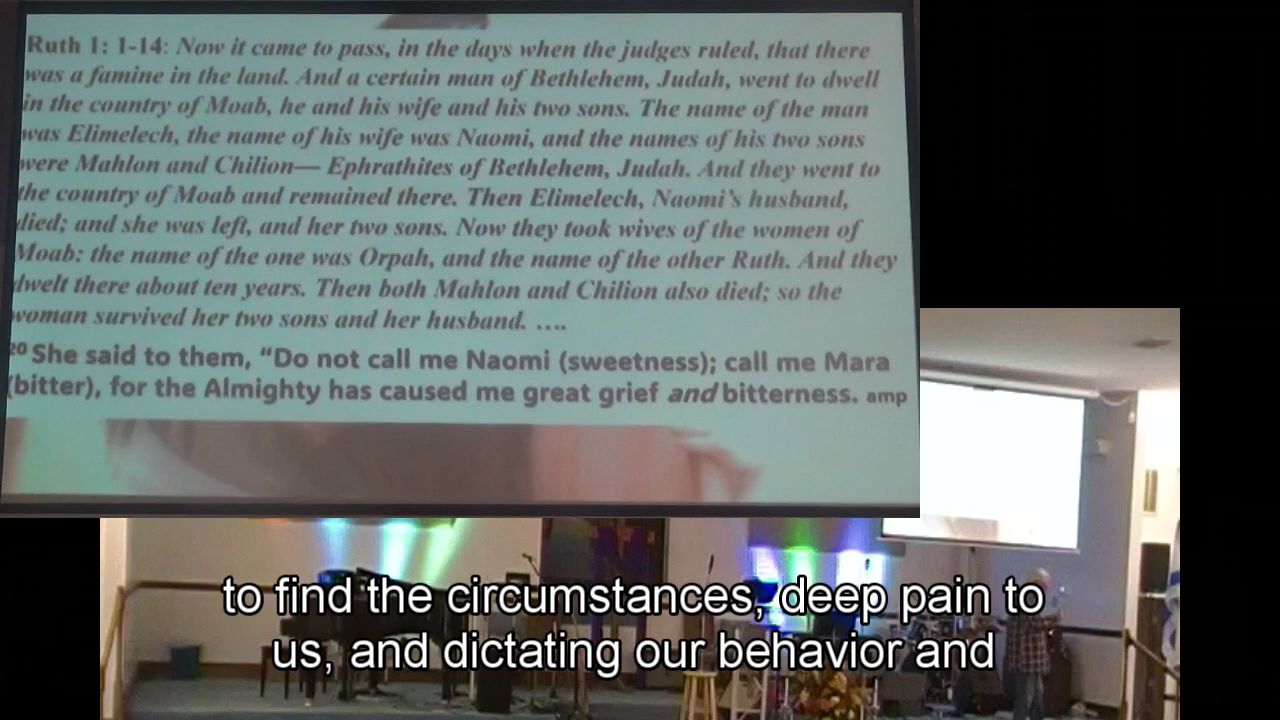 Ruth 1: 1-14: Now it came to pass, in the days when the judges ruled, that there
was a famine in the land. And a certain man of Bethlehem, Judah, went to dwell
in the country of Moab, he and his wife and his two sons. The name of the man
was Elimelech, the name of his wife was Naomi, and the names of his two sons
were Mahlon and Chilion— Ephrathites of Bethlehem, Judah. And they went to
the country of Moab and remained there. Then Elimelech, Naomi's husband,
died; and she was left, and her two sons. Now they took wives of the women of
Moab: the name of the one was Orpah, and the name of the other Ruth. And they
dwelt there about ten years. Then both Mahlon and Chilion also died; so the
woman survived her two sons and her husband. ....
20 She said to them, “Do not call me Naomi (sweetness); call me Mara
(bitter), for the Almighty has caused me great grief and bitterness. amp
to find the circumstances, deep pain to
us, and dictating our behavior and